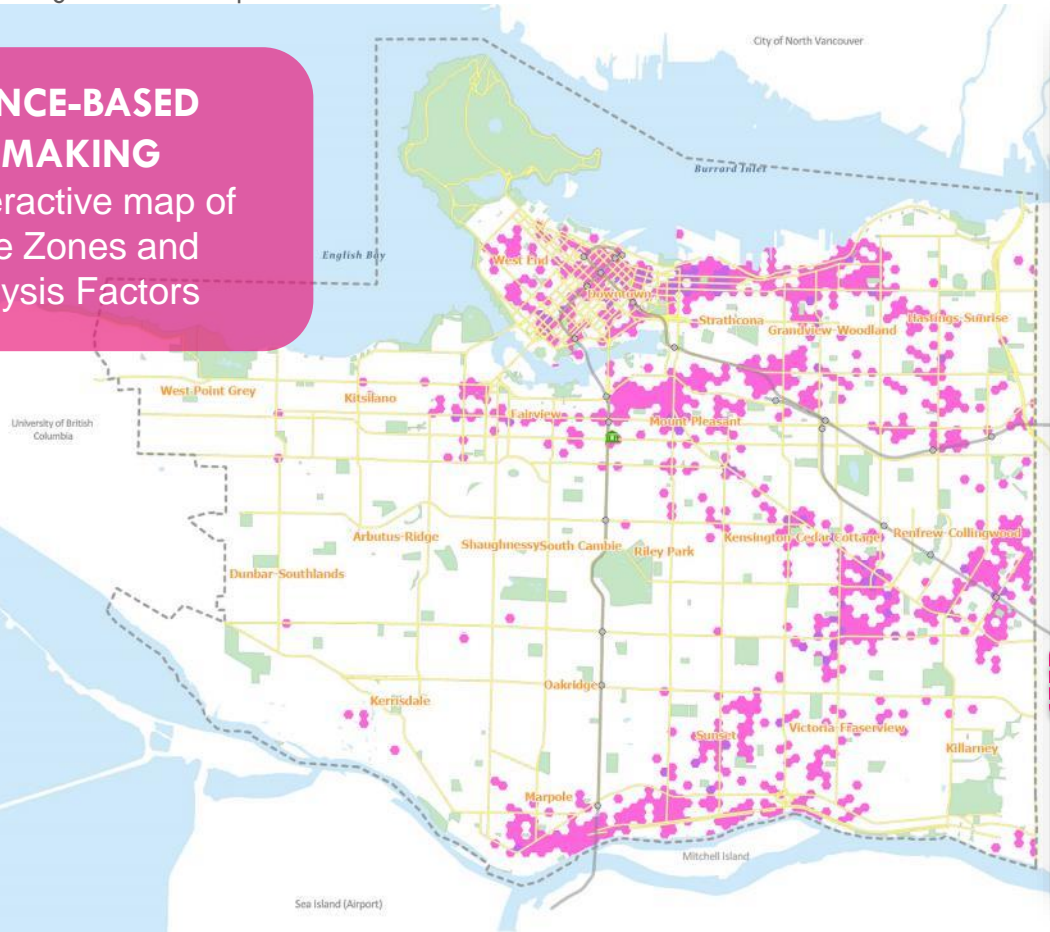 City of North Vancouver
NCE-BASED
MAKING
eractive map of
e Zones and
lysis Factors
Burrard Inlet
English Bay
West End
Downtown
Strathcona
Hastings-Sunrise
Grandview-Woodland
West Point Grey
Kitsilano
Fairview
Mount Pleasant
University of British
Columbia
Arbutus-Ridge
Shaughnessy
South Cambie
Riley Park
Kensington-Cedar Cottage
Renfrew-Collingwood
Dunbar-Southlands
Oakridge
Kerrisdale
Sunset
Victoria-Fraserview
Killarney
Marpole
Mitchell Island
Sea Island (Airport)